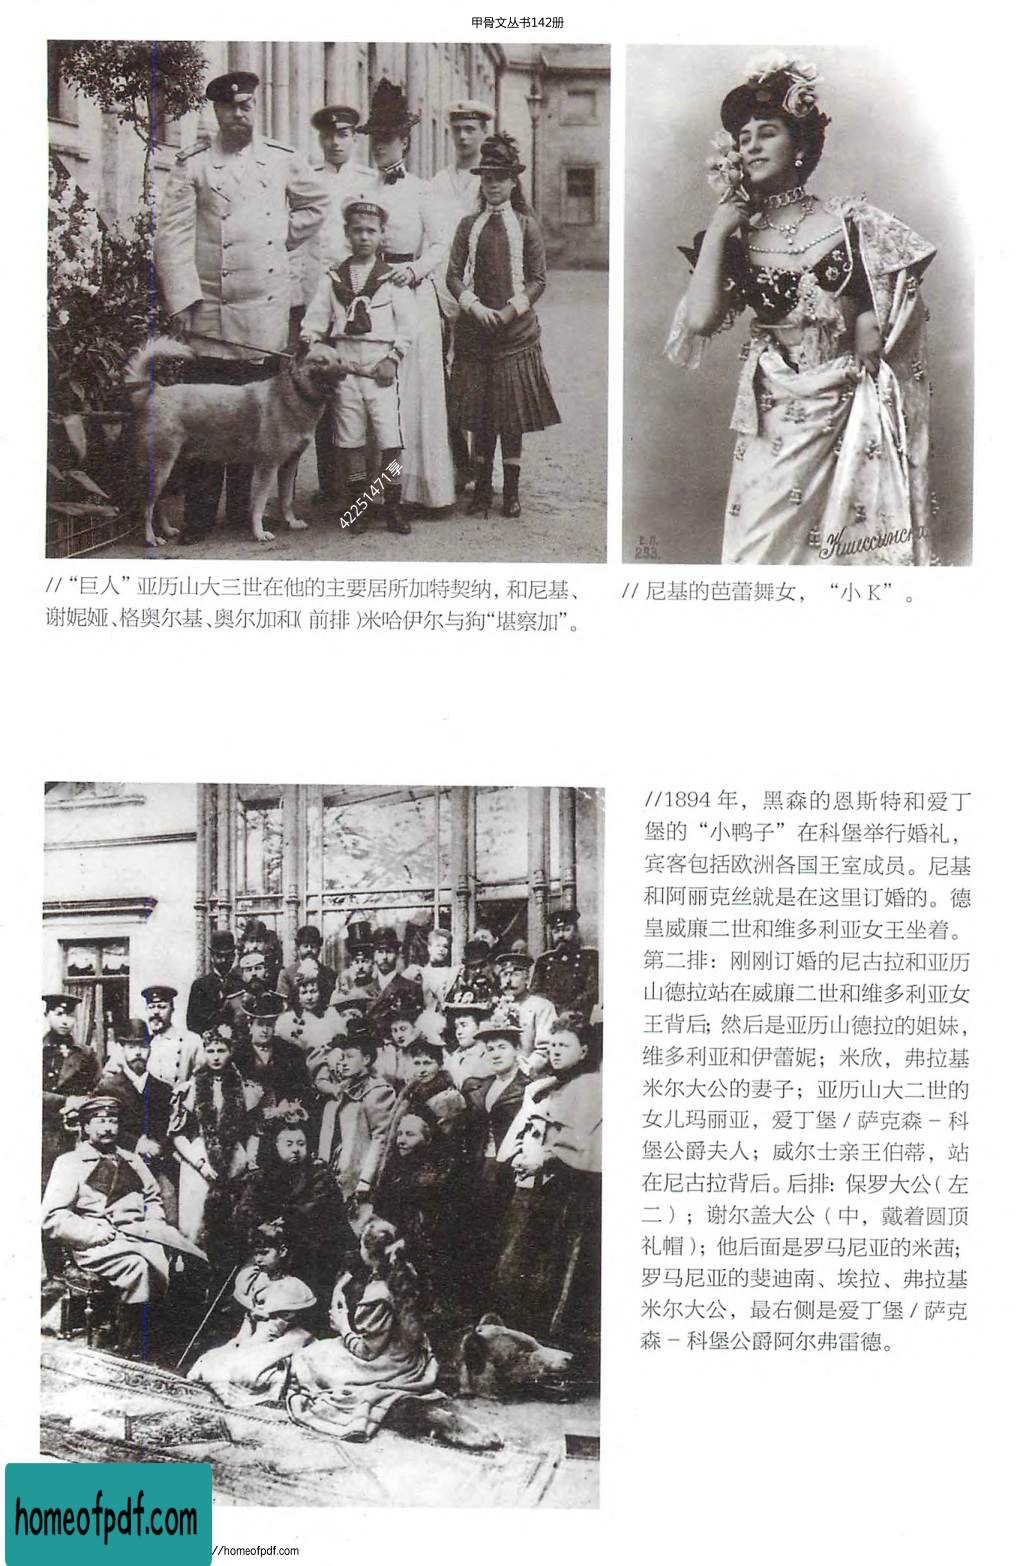 甲骨文丛书142册
42251471享
Е. П.
253.
// “巨人”亚历山大三世在他的主要居所加特契纳，和尼基、
谢妮娅、格奥尔基、奥尔加和（前排）米哈伊尔与狗“堪察加”。
// 尼基的芭蕾舞女，“小 K”。
//1894 年，黑森的恩斯特和爱丁
堡的“小鸭子”在科堡举行婚礼，
宾客包括欧洲各国王室成员。尼基
和阿丽克丝就是在这里订婚的。德
皇威廉二世和维多利亚女王坐着。
第二排：刚刚订婚的尼古拉和亚历
山德拉站在威廉二世和维多利亚女
王背后；然后是亚历山德拉的姐妹，
维多利亚和伊蕾妮；米欣，弗拉基
米尔大公的妻子；亚历山大二世的
女儿玛丽亚，爱丁堡 / 萨克森 – 科
堡公爵夫人；威尔士亲王伯蒂，站
在尼古拉背后。后排：保罗大公（左
二）；谢尔盖大公（中，戴着圆顶
礼帽）；他后面是罗马尼亚的米茜；
罗马尼亚的斐迪南、埃拉、弗拉基
米尔大公，最右侧是爱丁堡 / 萨克
森 – 科堡公爵阿尔弗雷德。
homeofpdf.com
//homeofpdf.com